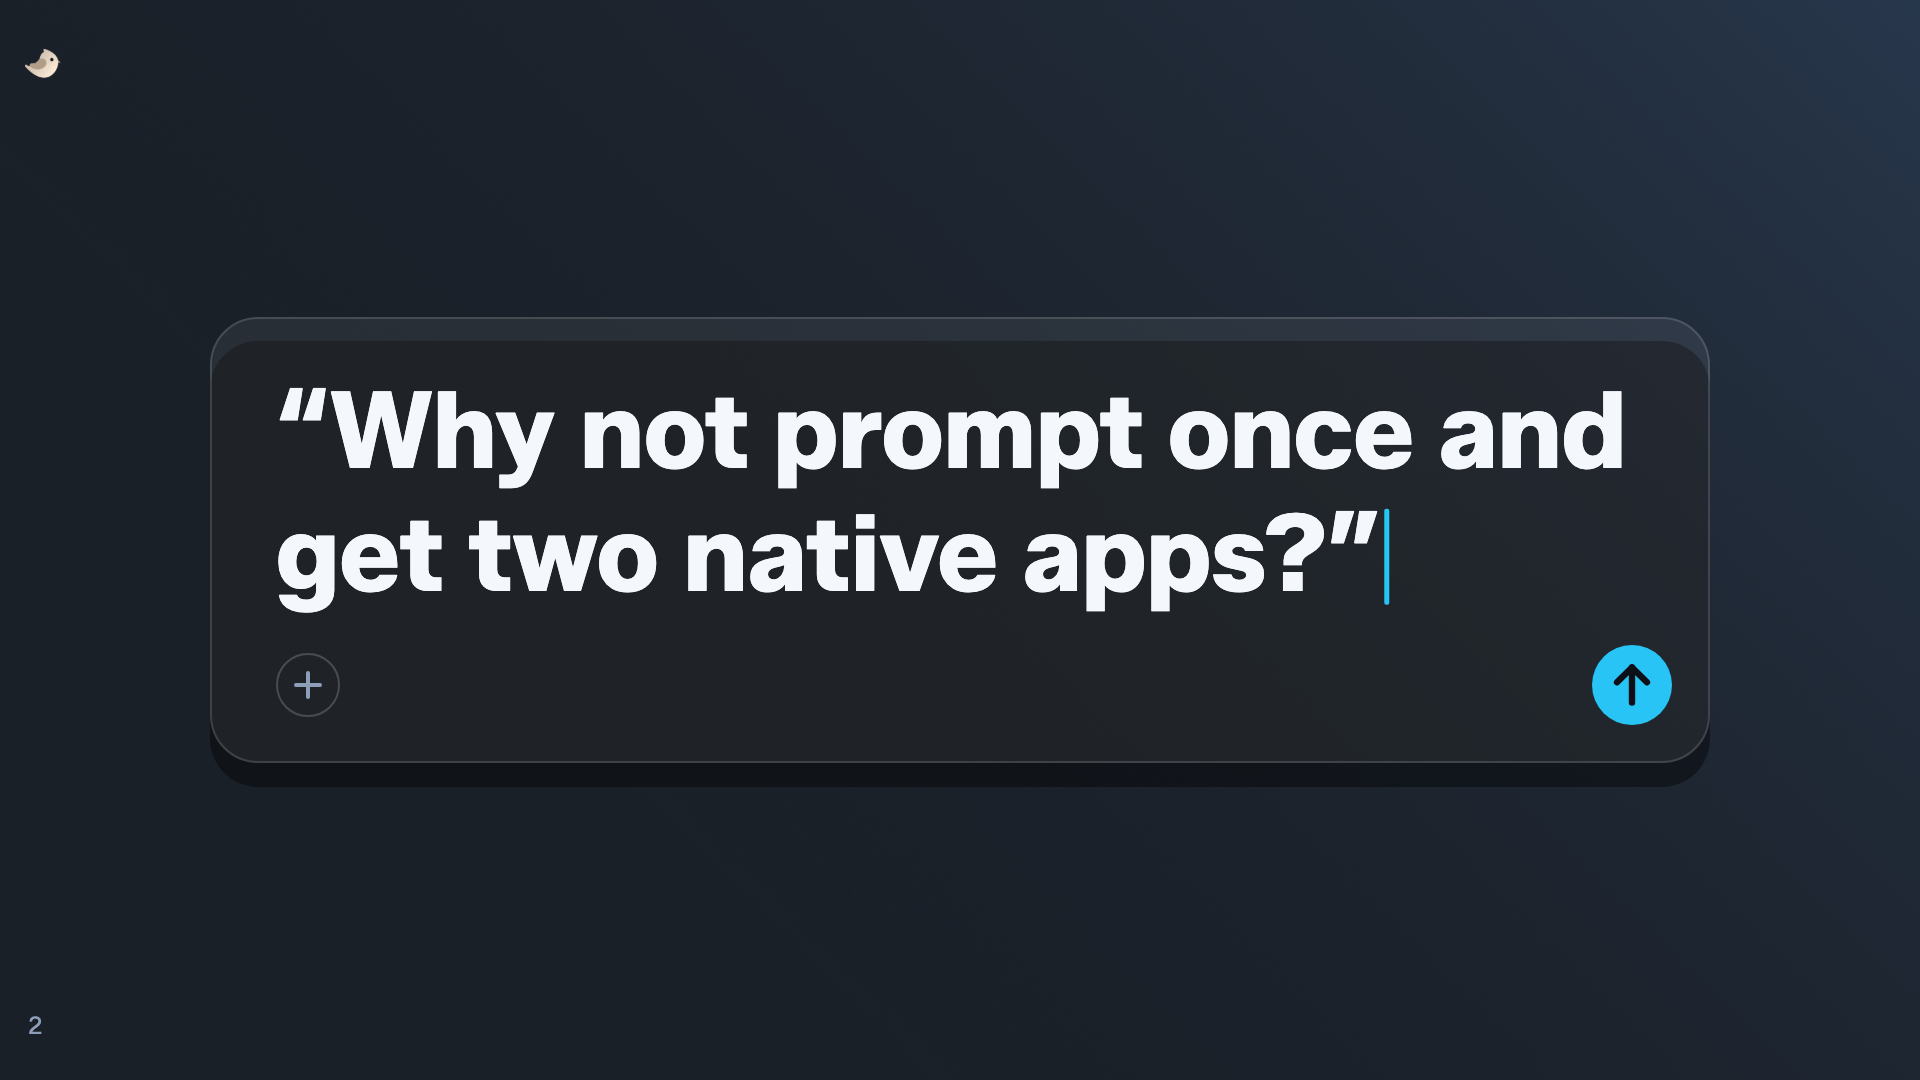 “Why not prompt once and
get two native apps?”
2